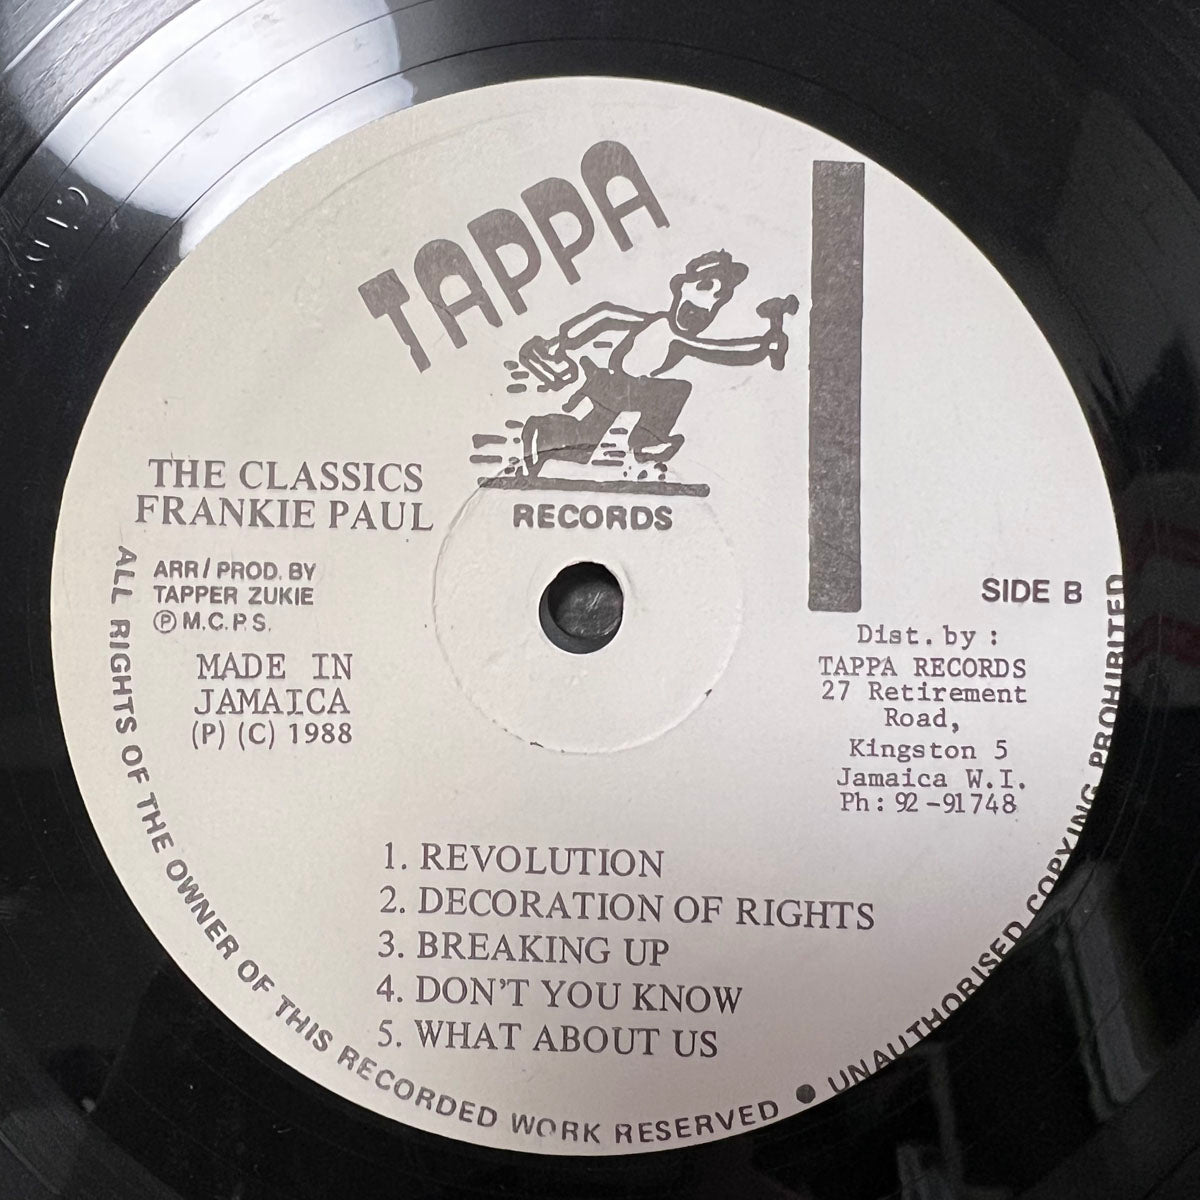 TAPPA
RECORDS
THE CLASSICS
FRANKIE PAUL
ARR/PROD. BY
TAPPER ZUKIE
Ⓟ M.C.P.S.
MADE IN
JAMAICA
(P) (C) 1988
SIDE B
Dist. by :
TAPPA RECORDS
27 Retirement
Road,
Kingston 5
Jamaica W.I.
Ph: 92-91748
1. REVOLUTION
2. DECORATION OF RIGHTS
3. BREAKING UP
4. DON'T YOU KNOW
5. WHAT ABOUT US
ALL RIGHTS OF THE OWNER OF THIS RECORDED WORK RESERVED ● UNAUTHORISED COPYING PROHIBITED